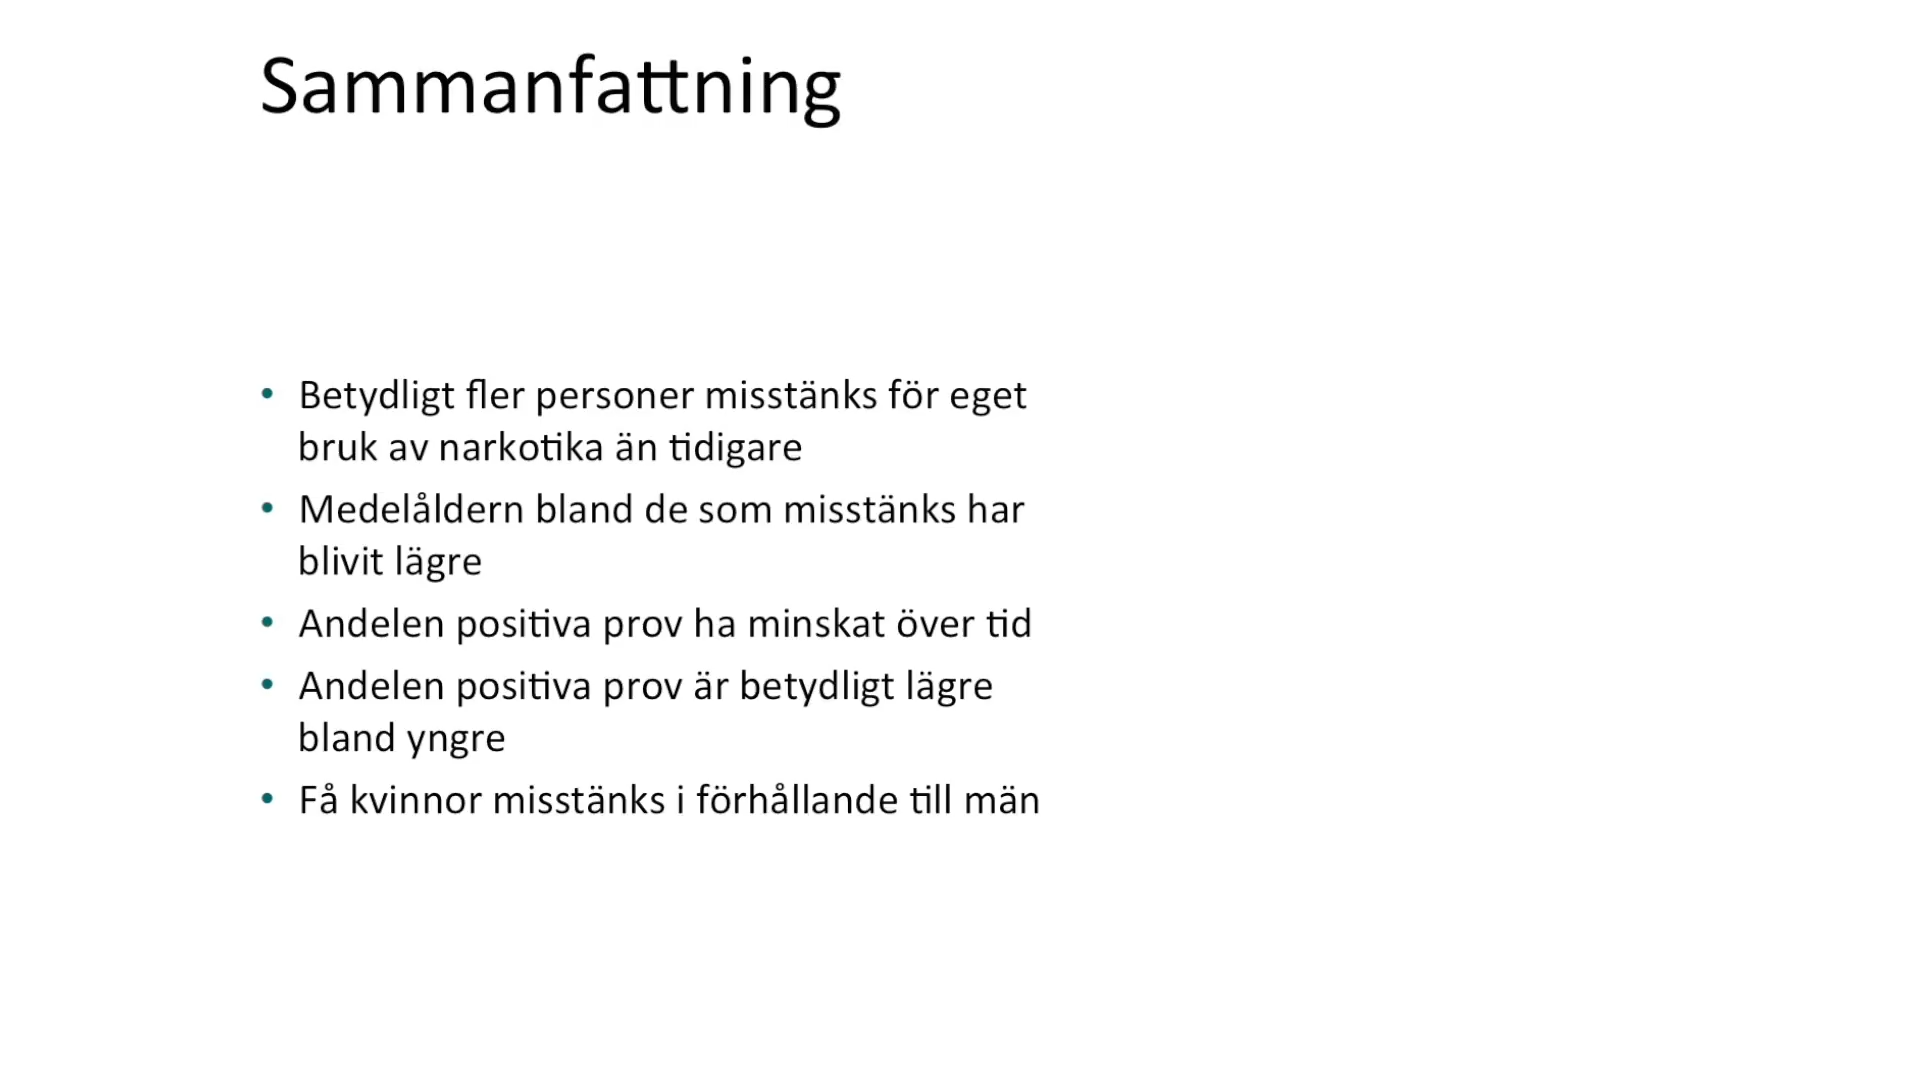 Sammanfattning
• Betydligt fler personer misstänks för eget
bruk av narkotika än tidigare
• Medelåldern bland de som misstänks har
blivit lägre
• Andelen positiva prov ha minskat över tid
• Andelen positiva prov är betydligt lägre
bland yngre
• Få kvinnor misstänks i förhållande till män